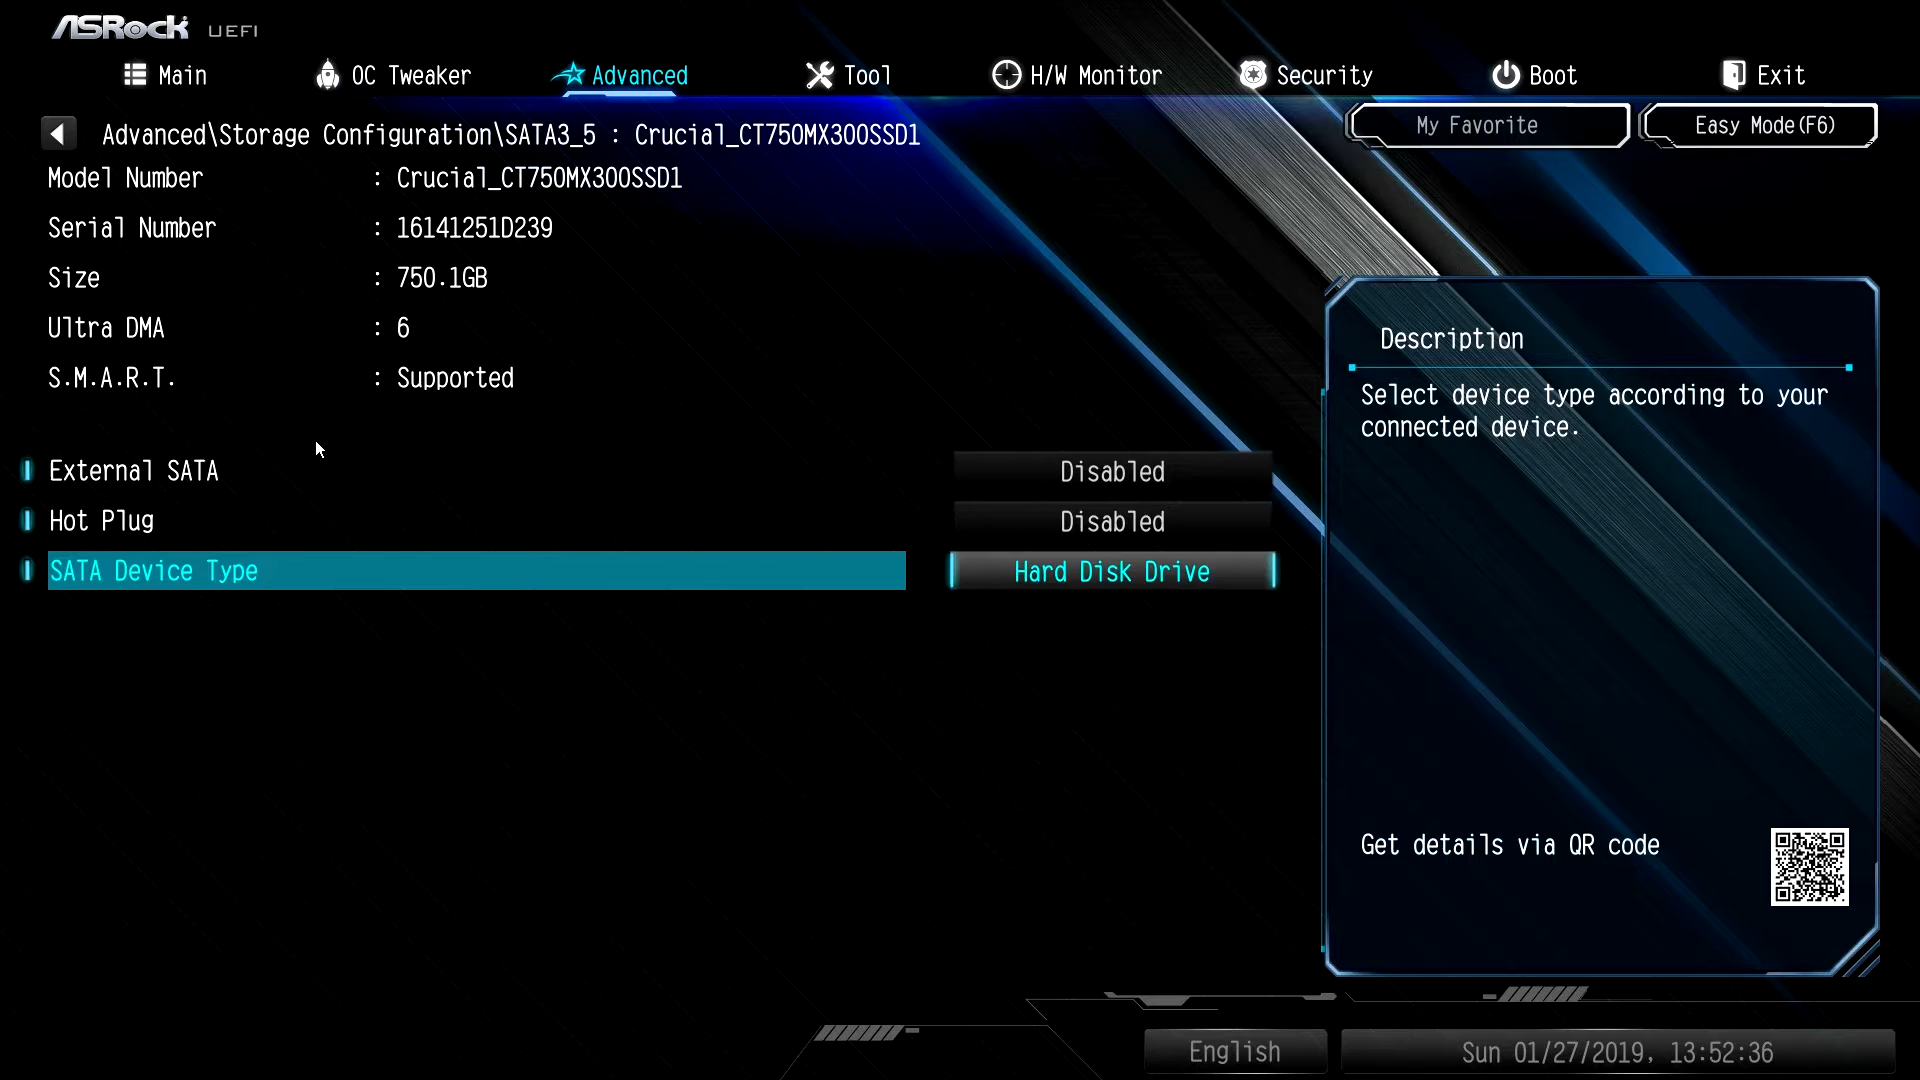 ASRock UEFI
Main OC Tweaker Advanced Tool H/W Monitor Security Boot Exit
My Favorite Easy Mode(F6)
Advanced\Storage Configuration\SATA3_5 : Crucial_CT750MX300SSD1
Model Number : Crucial_CT750MX300SSD1
Serial Number : 16141251D239
Size : 750.1GB
Ultra DMA : 6
S.M.A.R.T. : Supported
External SATA Disabled
Hot Plug Disabled
SATA Device Type Hard Disk Drive
Description
Select device type according to your
connected device.
Get details via QR code
English Sun 01/27/2019, 13:52:36